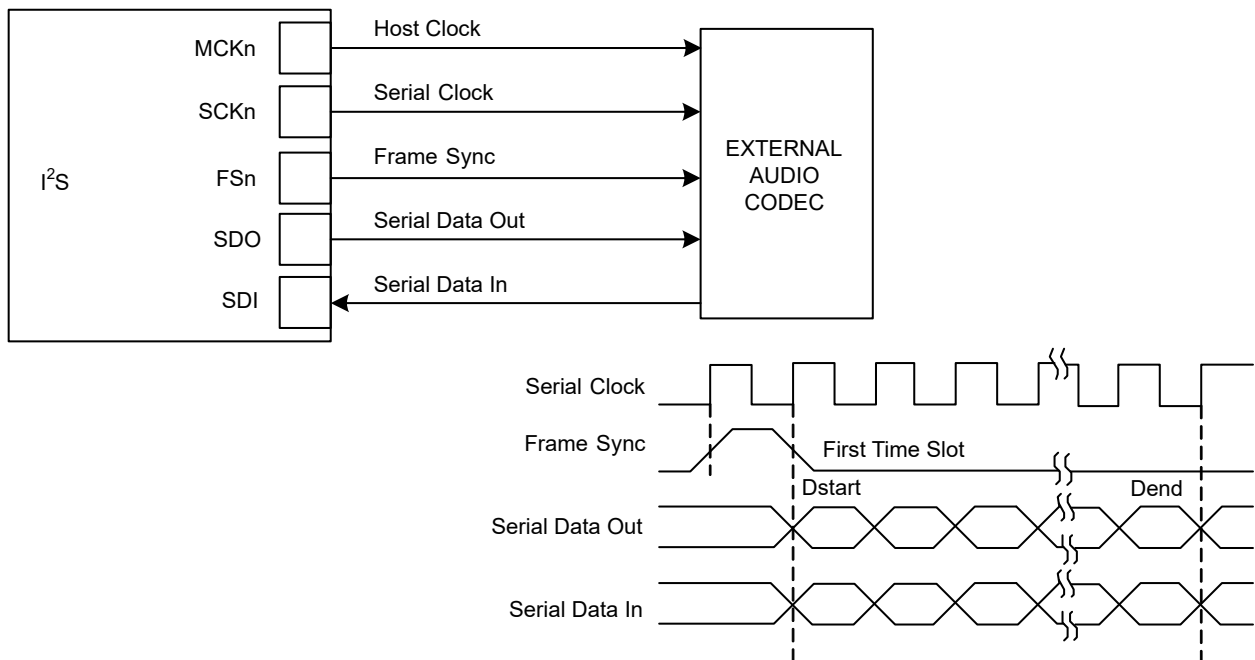 MCKn
Host Clock
SCKn
Serial Clock
I²S
FSn
Frame Sync
EXTERNAL
AUDIO
CODEC
SDO
Serial Data Out
SDI
Serial Data In
Serial Clock
Frame Sync
First Time Slot
Dstart
Dend
Serial Data Out
Serial Data In